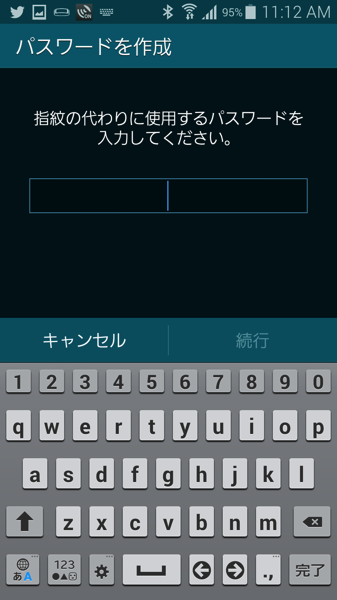 95% 11:12 AM
パスワードを作成
指紋の代わりに使用するパスワードを
入力してください。
キャンセル 続行
1 2 3 4 5 6 7 8 9 0
q w e r t y u i o p
a s d f g h j k l
z x c v b n m
あA 123 ., 完了